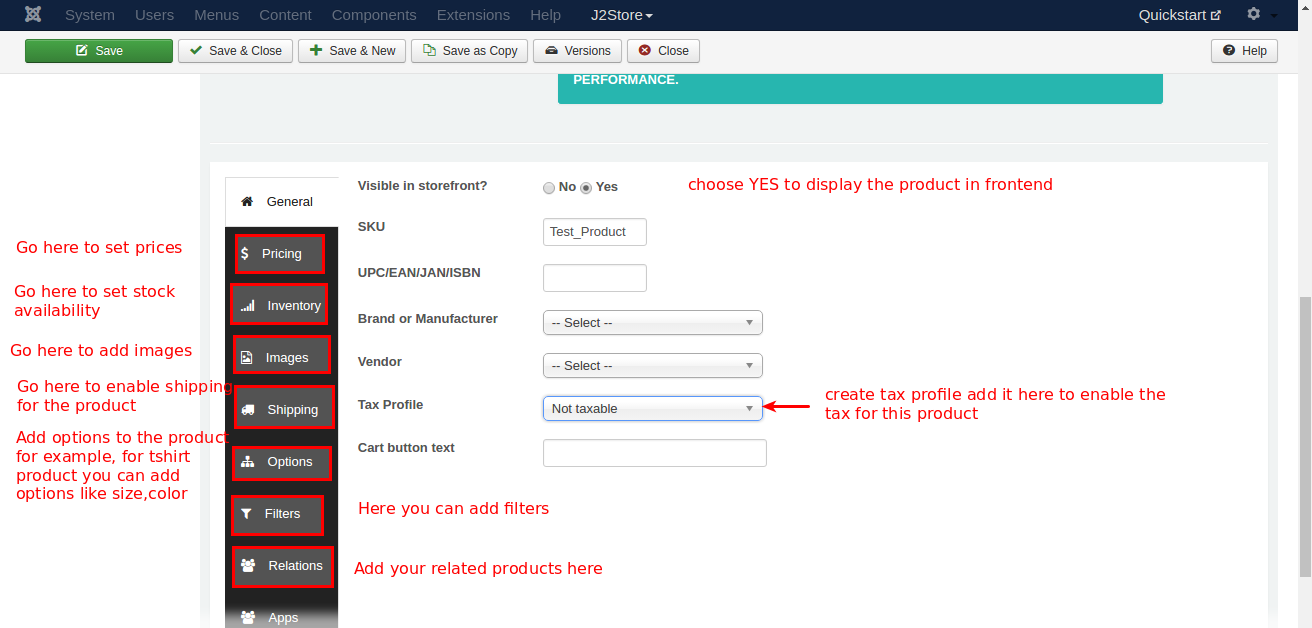 System Users Menus Content Components Extensions Help J2Store Quickstart
Save Save & Close Save & New Save as Copy Versions Close Help
PERFORMANCE.
General
Visible in storefront? No Yes
choose YES to display the product in frontend
SKU Test_Product
Go here to set prices
Pricing
UPC/EAN/JAN/ISBN
Go here to set stock
availability
Inventory
Brand or Manufacturer -- Select --
Go here to add images
Images
Vendor -- Select --
Go here to enable shipping
for the product
Shipping
Tax Profile Not taxable
create tax profile add it here to enable the
tax for this product
Add options to the product
for example, for tshirt
product you can add
options like size,color
Options
Cart button text
Filters
Here you can add filters
Relations
Add your related products here
Apps